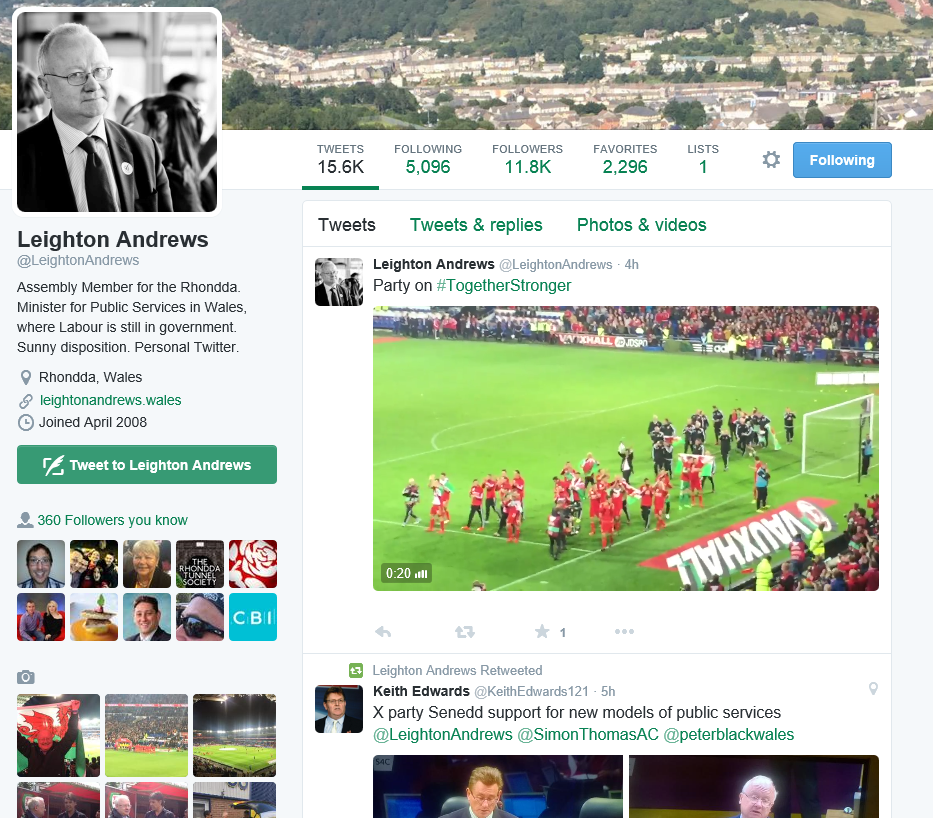 TWEETS
15.6K
FOLLOWING
5,096
FOLLOWERS
11.8K
FAVORITES
2,296
LISTS
1
Following
Leighton Andrews
@LeightonAndrews
Assembly Member for the Rhondda.
Minister for Public Services in Wales,
where Labour is still in government.
Sunny disposition. Personal Twitter.
Rhondda, Wales
leightonandrews.wales
Joined April 2008
Tweet to Leighton Andrews
360 Followers you know
THE
RHONDDA
TUNNEL
SOCIETY
CBI
Tweets
Tweets & replies
Photos & videos
Leighton Andrews @LeightonAndrews · 4h
Party on #TogetherStronger
VAUXHALL
JDSPO
VAUXHALL
0:20
1
Leighton Andrews Retweeted
Keith Edwards @KeithEdwards121 · 5h
X party Senedd support for new models of public services
@LeightonAndrews @SimonThomasAC @peterblackwales
S4C